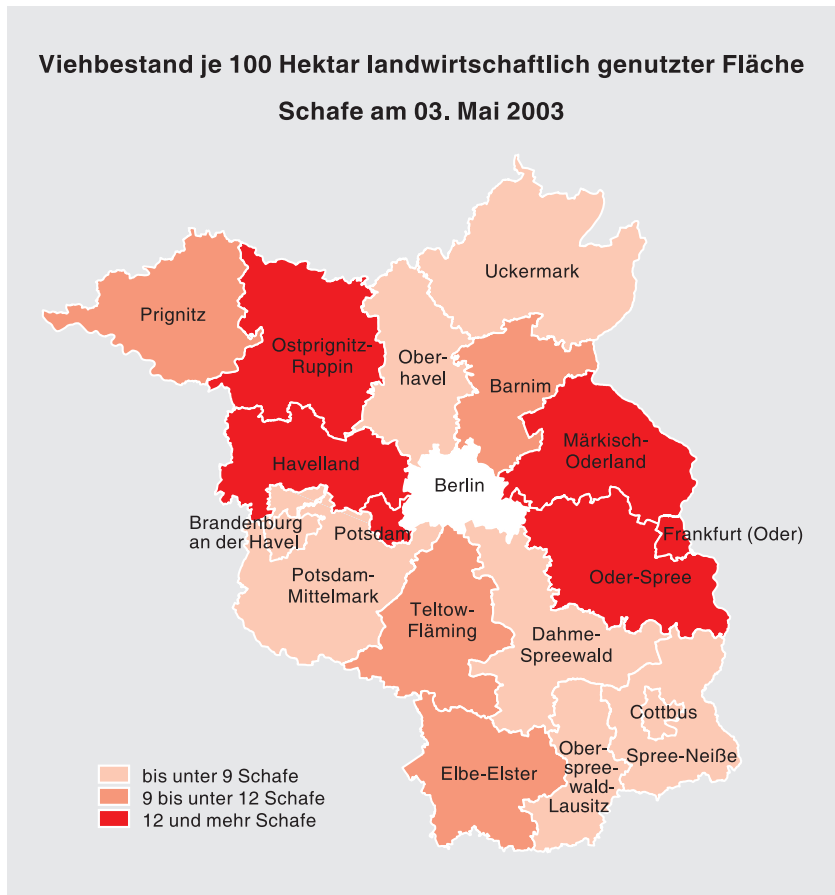 Viehbestand je 100 Hektar landwirtschaftlich genutzter Fläche
Schafe am 03. Mai 2003
Uckermark
Prignitz
Ostprignitz-
Ruppin
Ober-
havel
Barnim
Märkisch-
Oderland
Havelland
Berlin
Brandenburg
an der Havel
Potsdam
Frankfurt (Oder)
Potsdam-
Mittelmark
Oder-Spree
Teltow-
Fläming
Dahme-
Spreewald
Cottbus
Spree-Neiße
Elbe-Elster
Ober-
spree-
wald-
Lausitz
bis unter 9 Schafe
9 bis unter 12 Schafe
12 und mehr Schafe